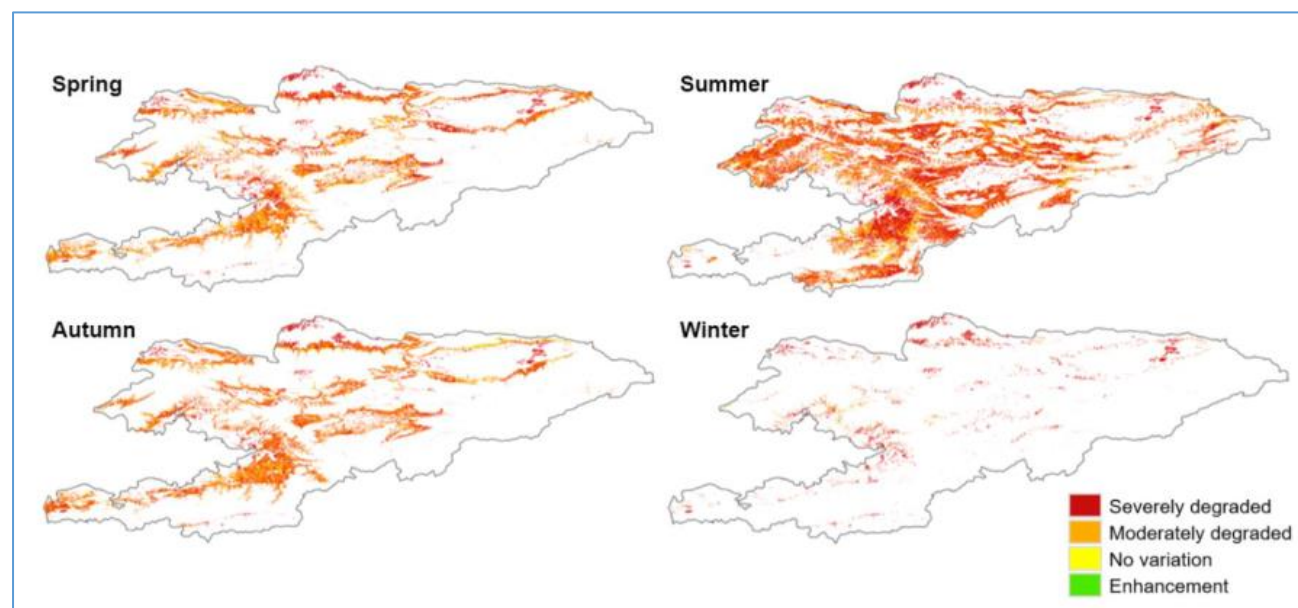 Spring
Summer
Autumn
Winter
Severely degraded
Moderately degraded
No variation
Enhancement